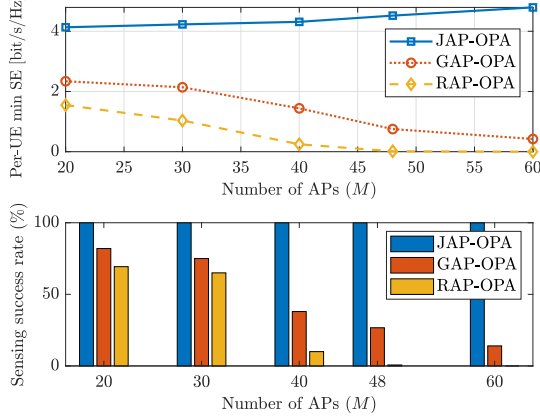 Per-UE min SE [bit/s/Hz]
4
2
0
JAP-OPA
GAP-OPA
RAP-OPA
20 25 30 35 40 45 50 55 60
Number of APs (M)
Sensing success rate (%)
100
50
0
JAP-OPA
GAP-OPA
RAP-OPA
20 30 40 48 60
Number of APs (M)